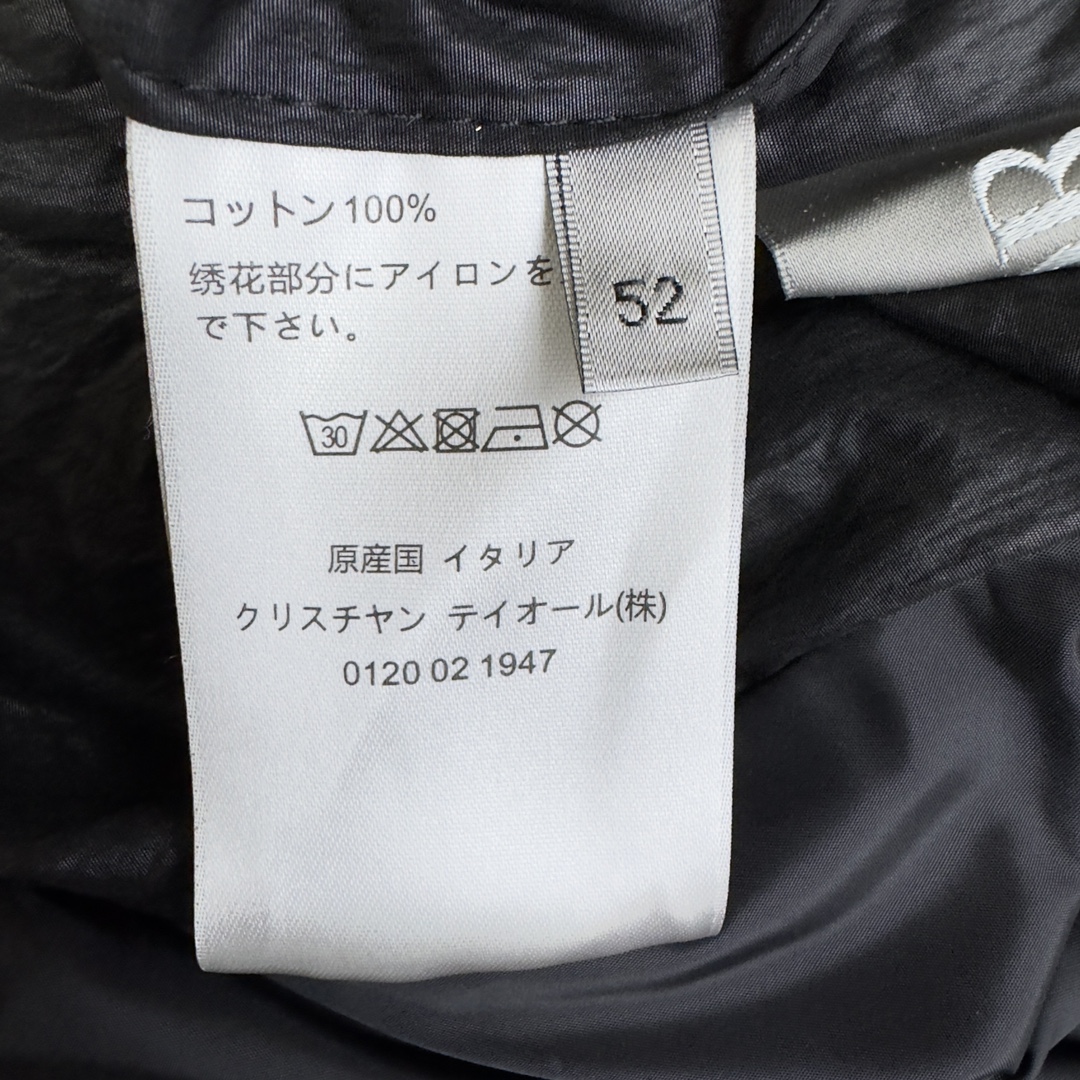 コットン100%
绣花部分にアイロンを
で下さい。
52
30
原産国 イタリア
クリスチヤン テイオール(株)
0120 02 1947